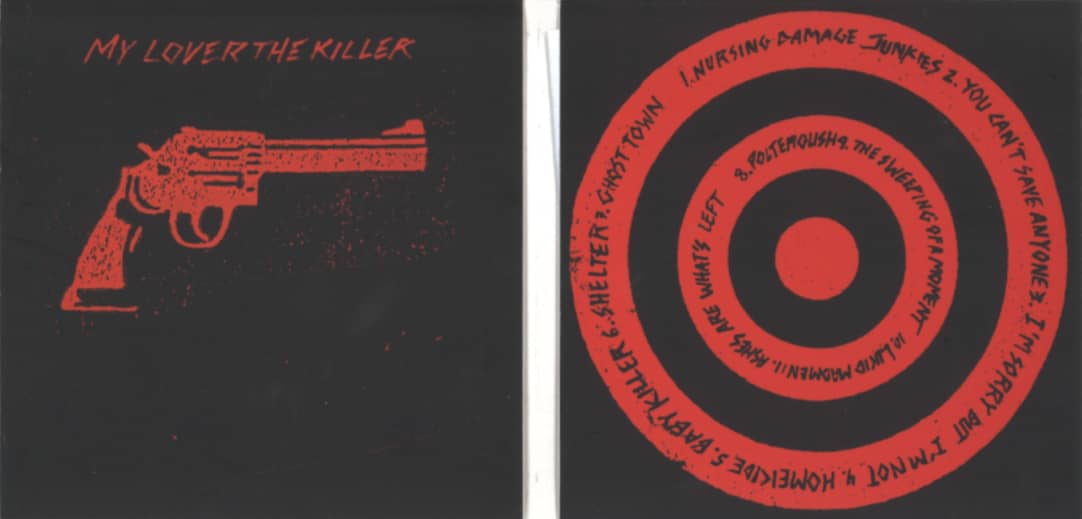 MY LOVER THE KILLER
1. NURSING DAMAGE JUNKIES 2. YOU CAN'T SAVE ANYONE 3. I'M SORRY BUT I'M NOT 4. HOMEICIDE 5. BABY KILLER 6. SHELTER 7. GHOST TOWN
8. POLTEROUSH 9. THE SWEEPING OF A MOMENT 10. LUKID MADMEN 11. ASHES ARE WHAT'S LEFT